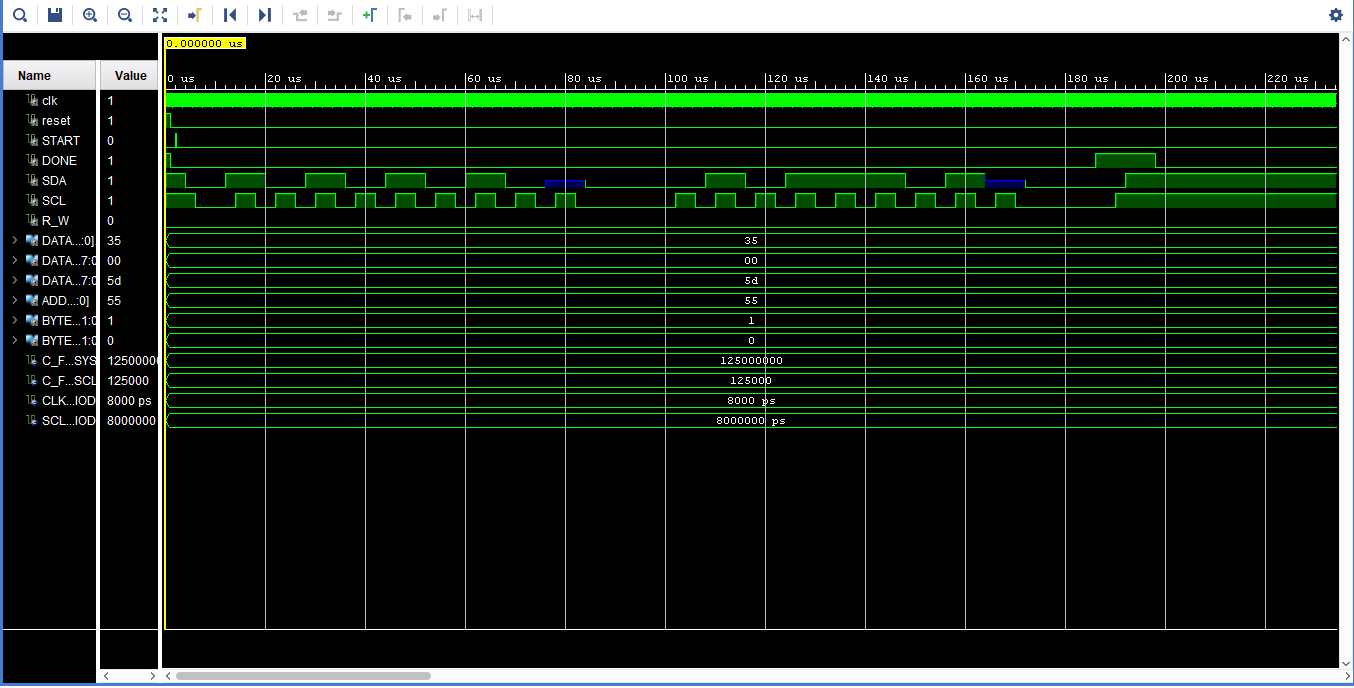 0.000000 us
Name Value
0 us 20 us 40 us 60 us 80 us 100 us 120 us 140 us 160 us 180 us 200 us 220 us
clk 1
reset 1
START 0
DONE 1
SDA 1
SCL 1
R_W 0
DATA...:0] 35 35
DATA...7:0 00 00
DATA...7:0 5d 5d
ADD...:0] 55 55
BYTE...1:0 1 1
BYTE...1:0 0 0
C_F...SYS 12500000 125000000
C_F...SCL 125000 125000
CLK...IOD 8000 ps 8000 ps
SCL...IOD 8000000 8000000 ps